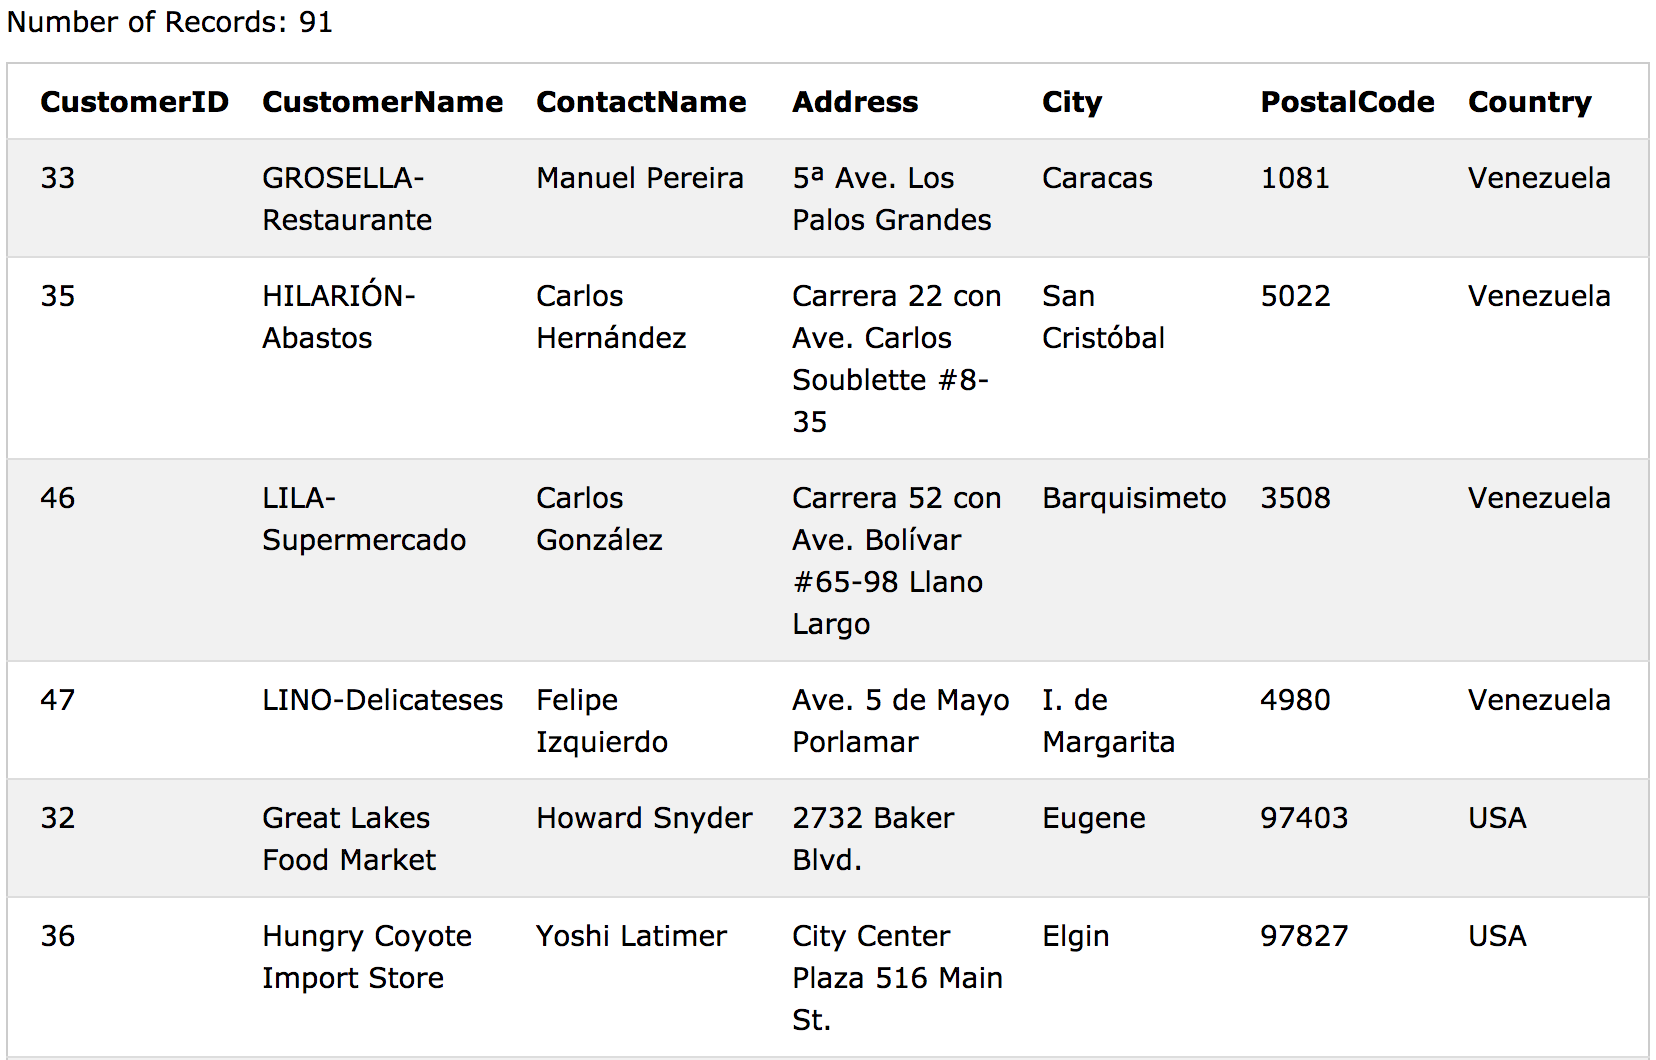 Number of Records: 91
CustomerID CustomerName ContactName Address City PostalCode Country
33 GROSELLA- Manuel Pereira 5ª Ave. Los Caracas 1081 Venezuela
Restaurante Palos Grandes
35 HILARIÓN- Carlos Carrera 22 con San 5022 Venezuela
Abastos Hernández Ave. Carlos Cristóbal
Soublette #8-
35
46 LILA- Carlos Carrera 52 con Barquisimeto 3508 Venezuela
Supermercado González Ave. Bolívar
#65-98 Llano
Largo
47 LINO-Delicateses Felipe Ave. 5 de Mayo I. de 4980 Venezuela
Izquierdo Porlamar Margarita
32 Great Lakes Howard Snyder 2732 Baker Eugene 97403 USA
Food Market Blvd.
36 Hungry Coyote Yoshi Latimer City Center Elgin 97827 USA
Import Store Plaza 516 Main
St.